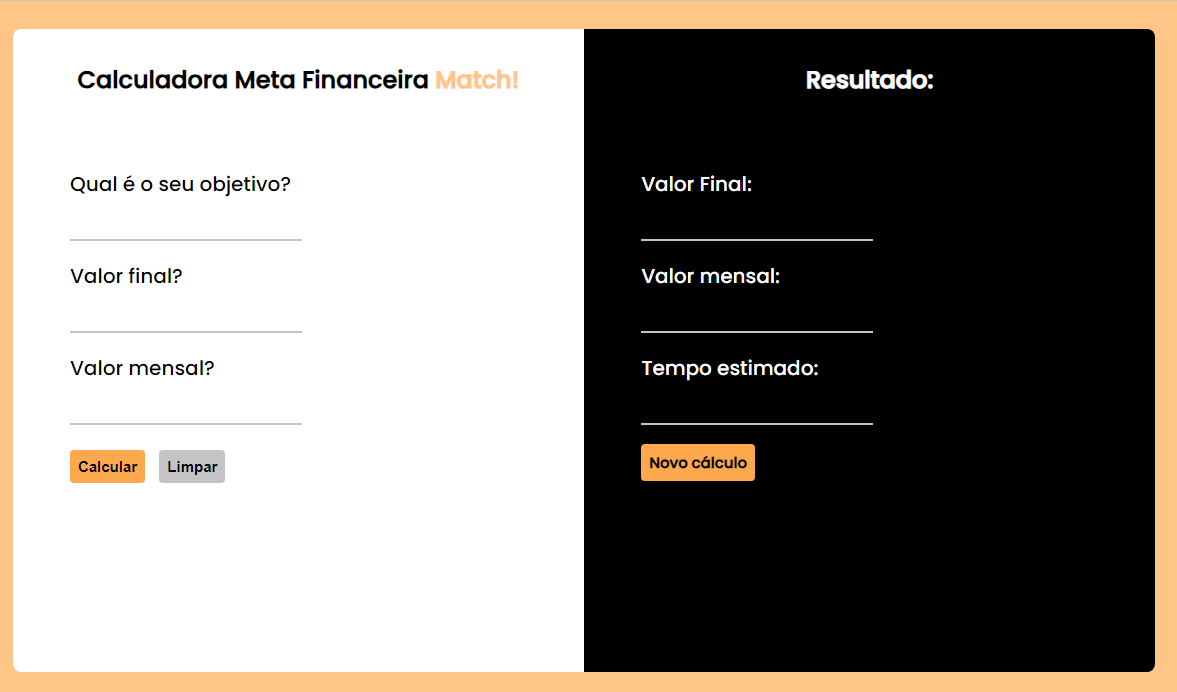 Calculadora Meta Financeira Match!
Qual é o seu objetivo?
Valor final?
Valor mensal?
Calcular
Limpar
Resultado:
Valor Final:
Valor mensal:
Tempo estimado:
Novo cálculo